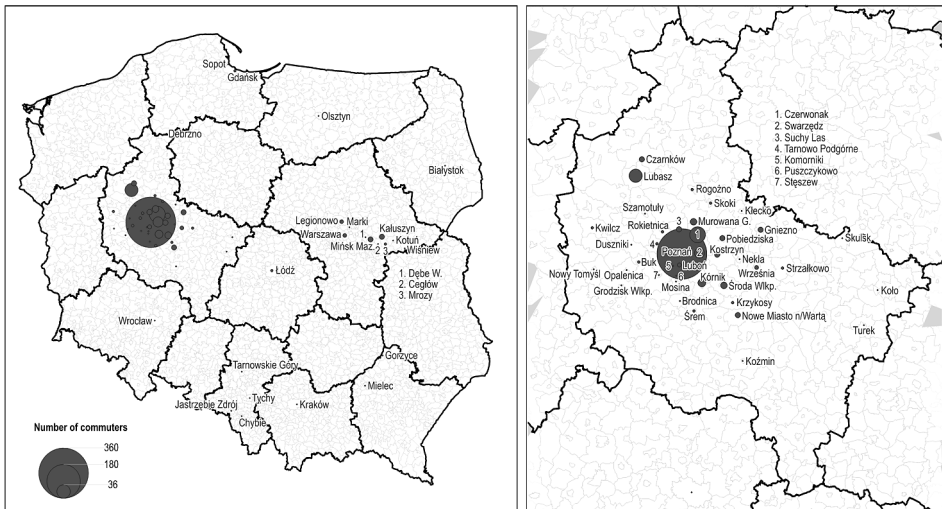 Sopot
Gdańsk
Olsztyn
Debrzno
Białystok
Legionowo
Marki
Warszawa
1.
Kałuszyn
Mińsk Maz.
Kotuń
2
3
Wiśniew
Łódź
1. Dębe W.
2. Cegłów
3. Mrozy
Wrocław
Tarnowskie Góry
Gorzyce
Mielec
Jastrzębie Zdrój
Tychy
Kraków
Chybie
Number of commuters
360
180
36
1. Czerwonak
2. Swarzędz
3. Suchy Las
4. Tarnowo Podgórne
5. Komorniki
6. Puszczykowo
7. Stęszew
Czarnków
Lubasz
Rogoźno
Skoki
Szamotuły
Kłecko
Kwilcz
Rokietnica
3
Murowana G.
Gniezno
1
Pobiedziska
Skulsk
Duszniki
4
Poznań
2
Kostrzyn
Buk
5
Luboń
Nekla
Września
Strzałkowo
Nowy Tomyśl
Opalenica
7
6
Kórnik
Mosina
Środa Wlkp.
Grodzisk Wlkp.
Koło
Brodnica
Krzykosy
Śrem
Nowe Miasto n/Wartą
Turek
Koźmin